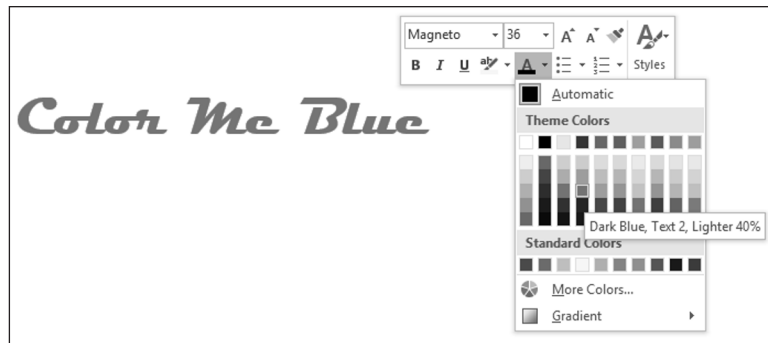 Magneto 36 A A A
B I U ab A Styles
Automatic
Color Me Blue
Theme Colors
Dark Blue, Text 2, Lighter 40%
Standard Colors
More Colors...
Gradient